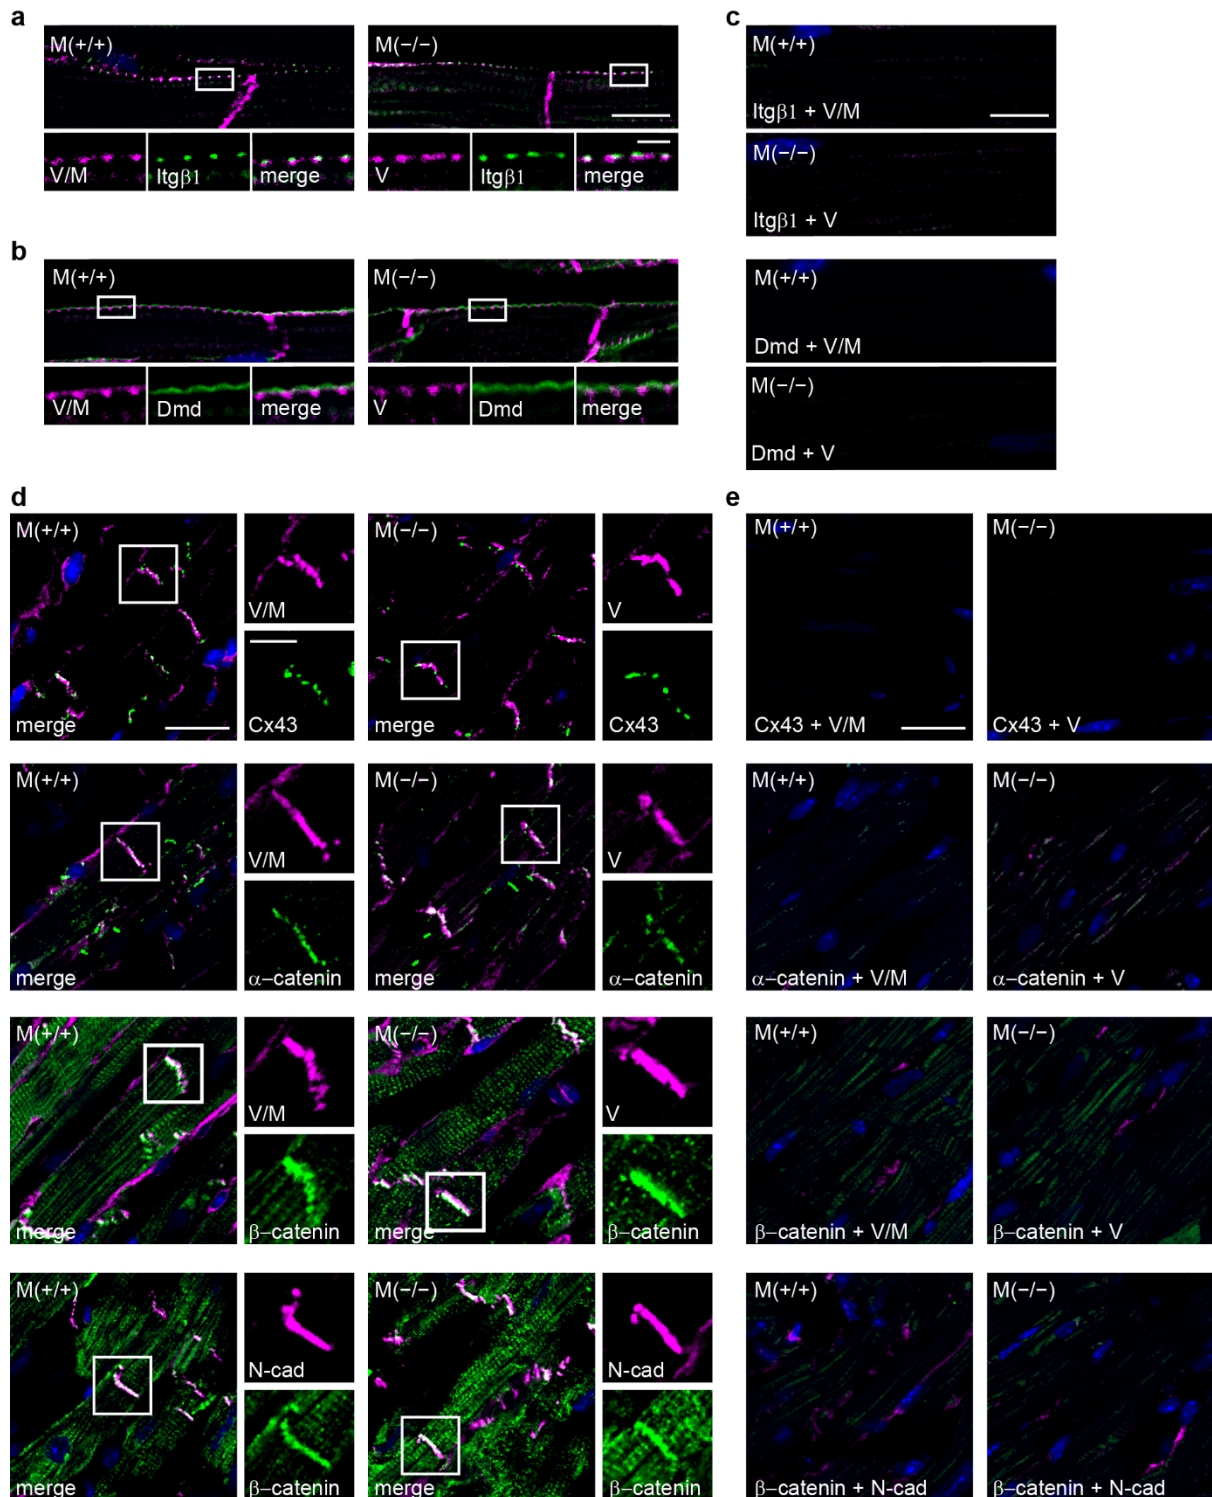 a
M(+/+)
M(−/−)
V/M
Itgβ1
merge
V
Itgβ1
merge
b
M(+/+)
M(−/−)
V/M
Dmd
merge
V
Dmd
merge
c
M(+/+)
Itgβ1 + V/M
M(−/−)
Itgβ1 + V
M(+/+)
Dmd + V/M
M(−/−)
Dmd + V
d
M(+/+)
merge
V/M
Cx43
M(−/−)
merge
V
Cx43
M(+/+)
merge
V/M
α−catenin
M(−/−)
merge
V
α−catenin
M(+/+)
merge
V/M
β−catenin
M(−/−)
merge
V
β−catenin
M(+/+)
merge
N-cad
β−catenin
M(−/−)
merge
N-cad
β−catenin
e
M(+/+)
Cx43 + V/M
M(−/−)
Cx43 + V
M(+/+)
α−catenin + V/M
M(−/−)
α−catenin + V
M(+/+)
β−catenin + V/M
M(−/−)
β−catenin + V
M(+/+)
β−catenin + N-cad
M(−/−)
β−catenin + N-cad